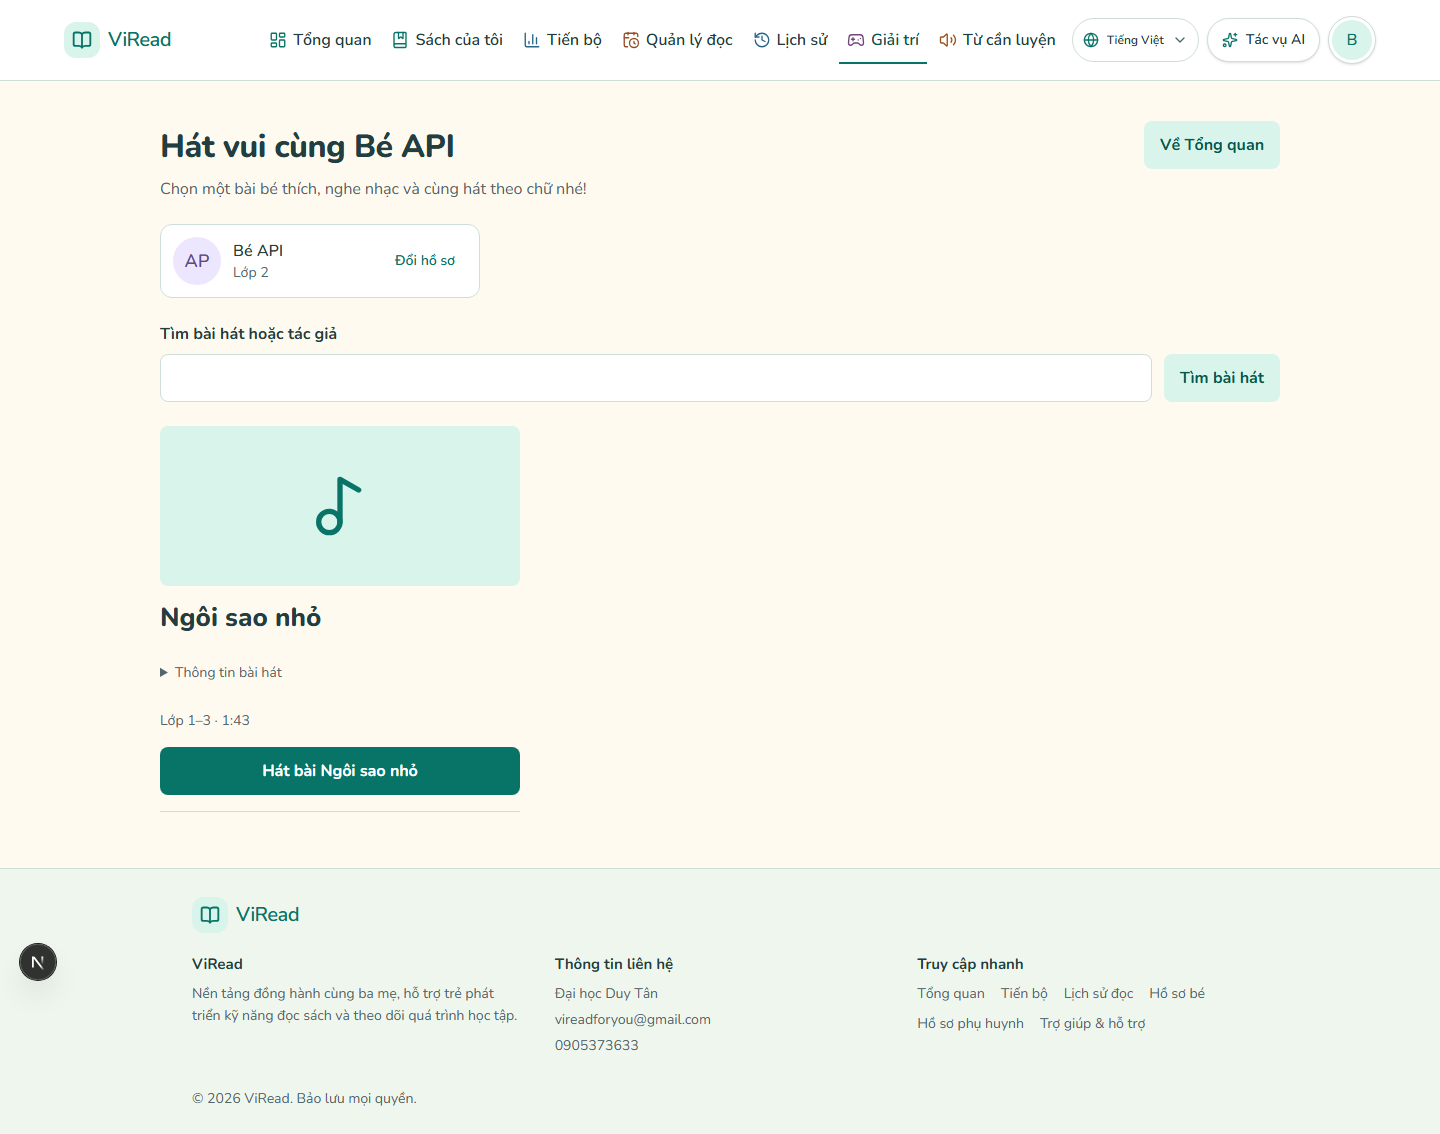 ViRead
Tổng quan
Sách của tôi
Tiến bộ
Quản lý đọc
Lịch sử
Giải trí
Từ cần luyện
Tiếng Việt
Tác vụ AI
B
Hát vui cùng Bé API
Về Tổng quan
Chọn một bài bé thích, nghe nhạc và cùng hát theo chữ nhé!
AP
Bé API
Lớp 2
Đổi hồ sơ
Tìm bài hát hoặc tác giả
Tìm bài hát
Ngôi sao nhỏ
Thông tin bài hát
Lớp 1–3 · 1:43
Hát bài Ngôi sao nhỏ
ViRead
ViRead
Nền tảng đồng hành cùng ba mẹ, hỗ trợ trẻ phát
triển kỹ năng đọc sách và theo dõi quá trình học tập.
Thông tin liên hệ
Đại học Duy Tân
vireadforyou@gmail.com
0905373633
Truy cập nhanh
Tổng quan Tiến bộ Lịch sử đọc Hồ sơ bé
Hồ sơ phụ huynh Trợ giúp & hỗ trợ
N
© 2026 ViRead. Bảo lưu mọi quyền.